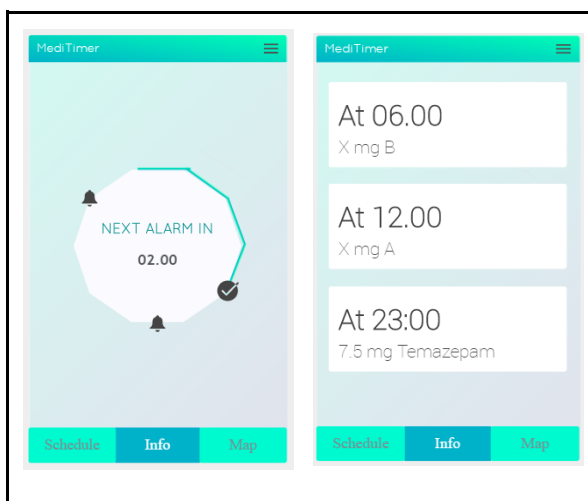 MediTimer
NEXT ALARM IN
02.00
Schedule Info Map
MediTimer
At 06.00
X mg B
At 12.00
X mg A
At 23:00
7.5 mg Temazepam
Schedule Info Map